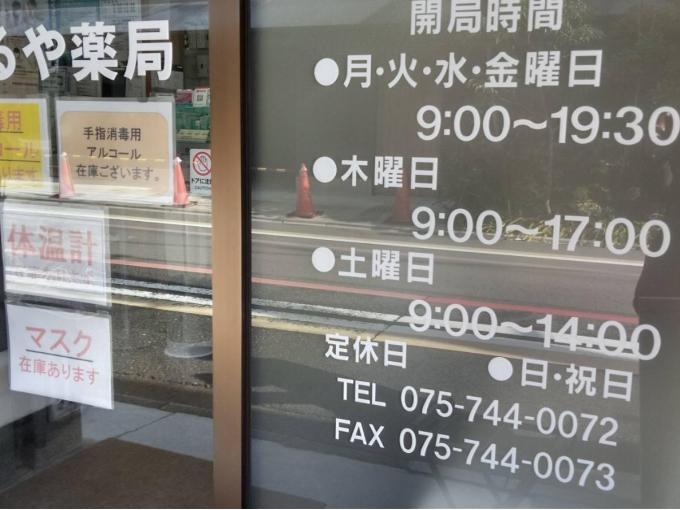 るや薬局
手指消毒用
アルコール
在庫ございます。
体温計
マスク
在庫あります
開局時間
●月・火・水・金曜日
9:00〜19:30
●木曜日
9:00〜17:00
●土曜日
9:00〜14:00
定休日 ●日・祝日
TEL 075-744-0072
FAX 075-744-0073